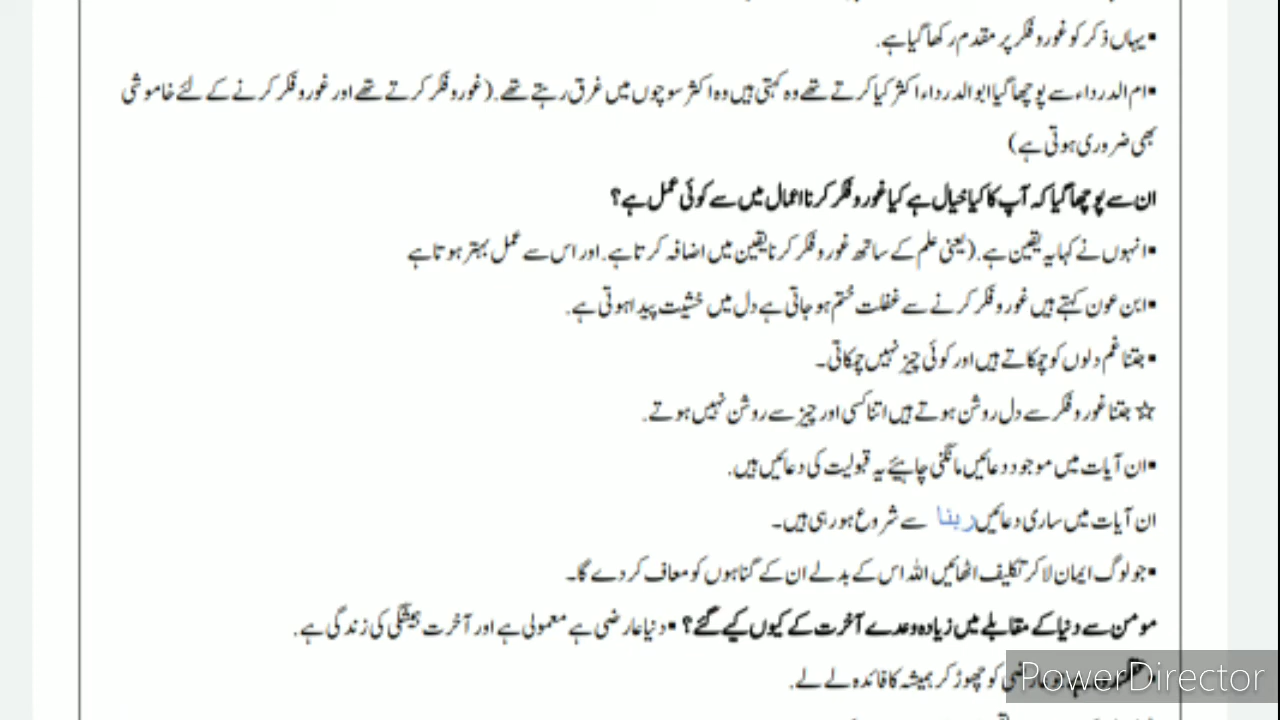 ▪یہاں ذکر کو غور و فکر پر مقدم رکھا گیا ہے.
▪ام الدرداء سے پوچھا گیا ابو الدرداء اکثر کیا کرتے تھے وہ کہتی ہیں وہ اکثر سوچوں میں غرق رہتے تھے.(غور و فکر کرتے تھے اور غور و فکر کرنے کے لئے خاموشی
بھی ضروری ہوتی ہے)
ان سے پوچھا گیا کہ آپ کا کیا خیال ہے کیا غور و فکر کرنا اعمال میں سے کوئی عمل ہے؟
▪انہوں نے کہا یہ یقین ہے.(یعنی علم کے ساتھ غور و فکر کرنا یقین میں اضافہ کرتا ہے.اور اس سے عمل بہتر ہوتا ہے
▪ابن عون کہتے ہیں غور و فکر کرنے سے غفلت ختم ہو جاتی ہے دل میں خشیت پیدا ہوتی ہے.
▪جتنا غم دلوں کو چمکاتے ہیں اور کوئی چیز نہیں چمکاتی۔
☆ جتنا غور و فکر سے دل روشن ہوتے ہیں اتنا کسی اور چیز سے روشن نہیں ہوتے.
▪ان آیات میں موجود دعائیں مانگنی چاہیئے یہ قبولیت کی دعائیں ہیں.
ان آیات میں ساری دعائیں ربنا سے شروع ہو رہی ہیں۔
▪جو لوگ ایمان لا کر تکلیف اٹھائیں اللہ اس کے بدلے ان کے گناہوں کو معاف کر دے گا۔
مومن سے دنیا کے مقابلے میں زیادہ وعدے آخرت کے کیوں کیے گئے؟ ▪دنیا عارضی ہے معمولی ہے اور آخرت ہمیشگی کی زندگی ہے.
عارضی کو چھوڑ کر ہمیشہ کا فائدہ لے لے.
PowerDirector